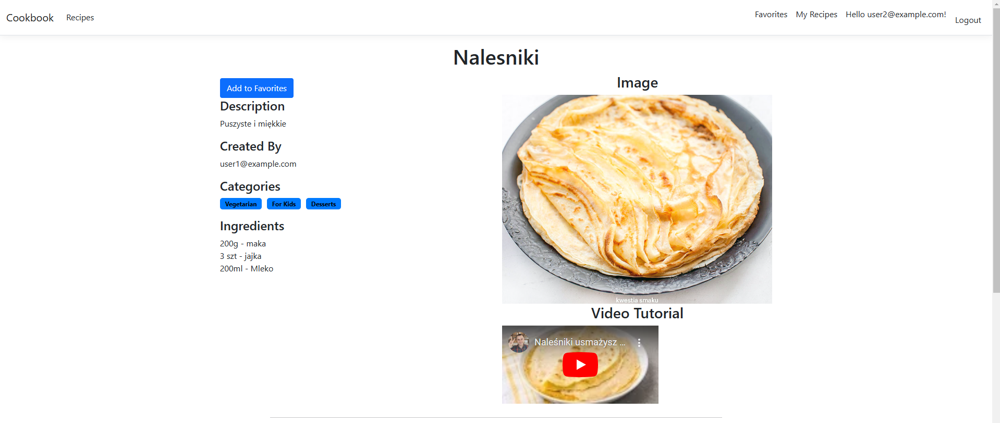 Cookbook Recipes Favorites My Recipes Hello user2@example.com! Logout
Nalesniki
Add to Favorites
Description
Puszyste i miękkie
Created By
user1@example.com
Categories
Vegetarian For Kids Desserts
Ingredients
200g - maka
3 szt - jajka
200ml - Mleko
Image
kwestia smaku
Video Tutorial
Naleśniki usmażysz ...